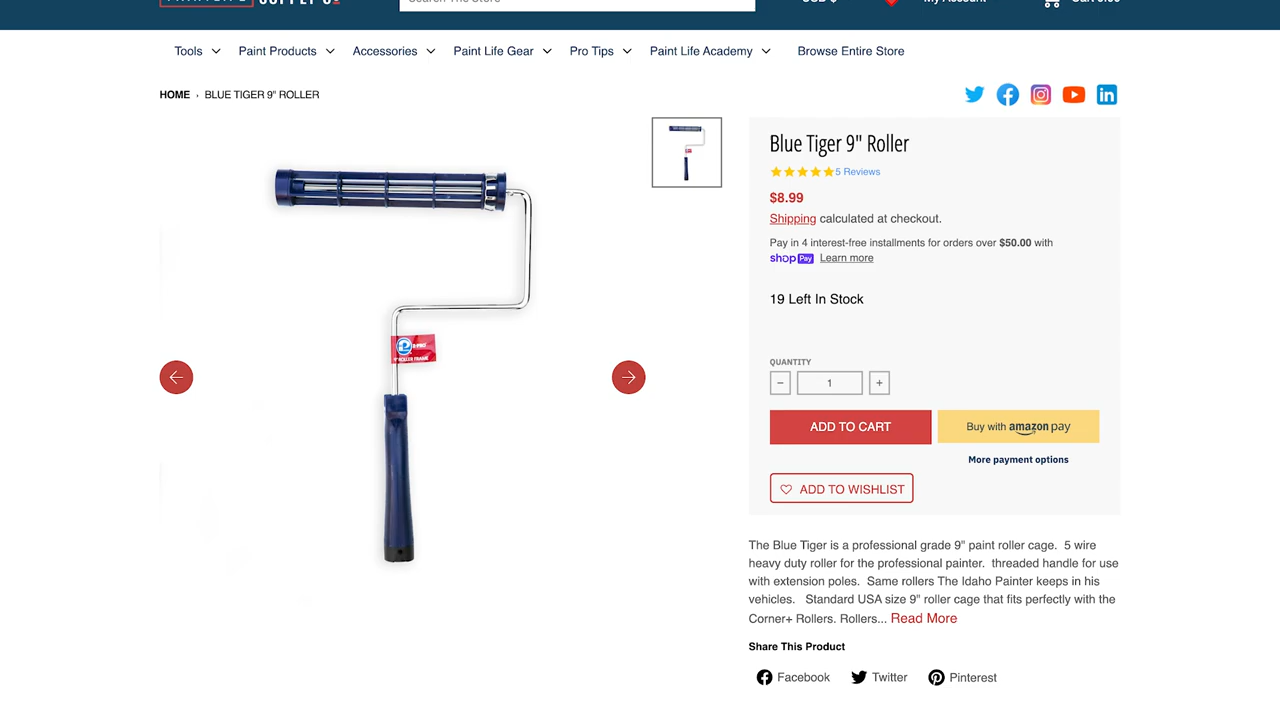 USD $
My Account
Tools
Paint Products
Accessories
Paint Life Gear
Pro Tips
Paint Life Academy
Browse Entire Store
HOME › BLUE TIGER 9" ROLLER
Blue Tiger 9" Roller
5 Reviews
$8.99
Shipping calculated at checkout.
Pay in 4 interest-free installments for orders over $50.00 with
shop Pay Learn more
19 Left In Stock
QUANTITY
− 1 +
ADD TO CART
Buy with amazon pay
More payment options
ADD TO WISHLIST
9" ROLLER FRAME
The Blue Tiger is a professional grade 9" paint roller cage. 5 wire
heavy duty roller for the professional painter. threaded handle for use
with extension poles. Same rollers The Idaho Painter keeps in his
vehicles. Standard USA size 9" roller cage that fits perfectly with the
Corner+ Rollers. Rollers... Read More
Share This Product
Facebook
Twitter
Pinterest